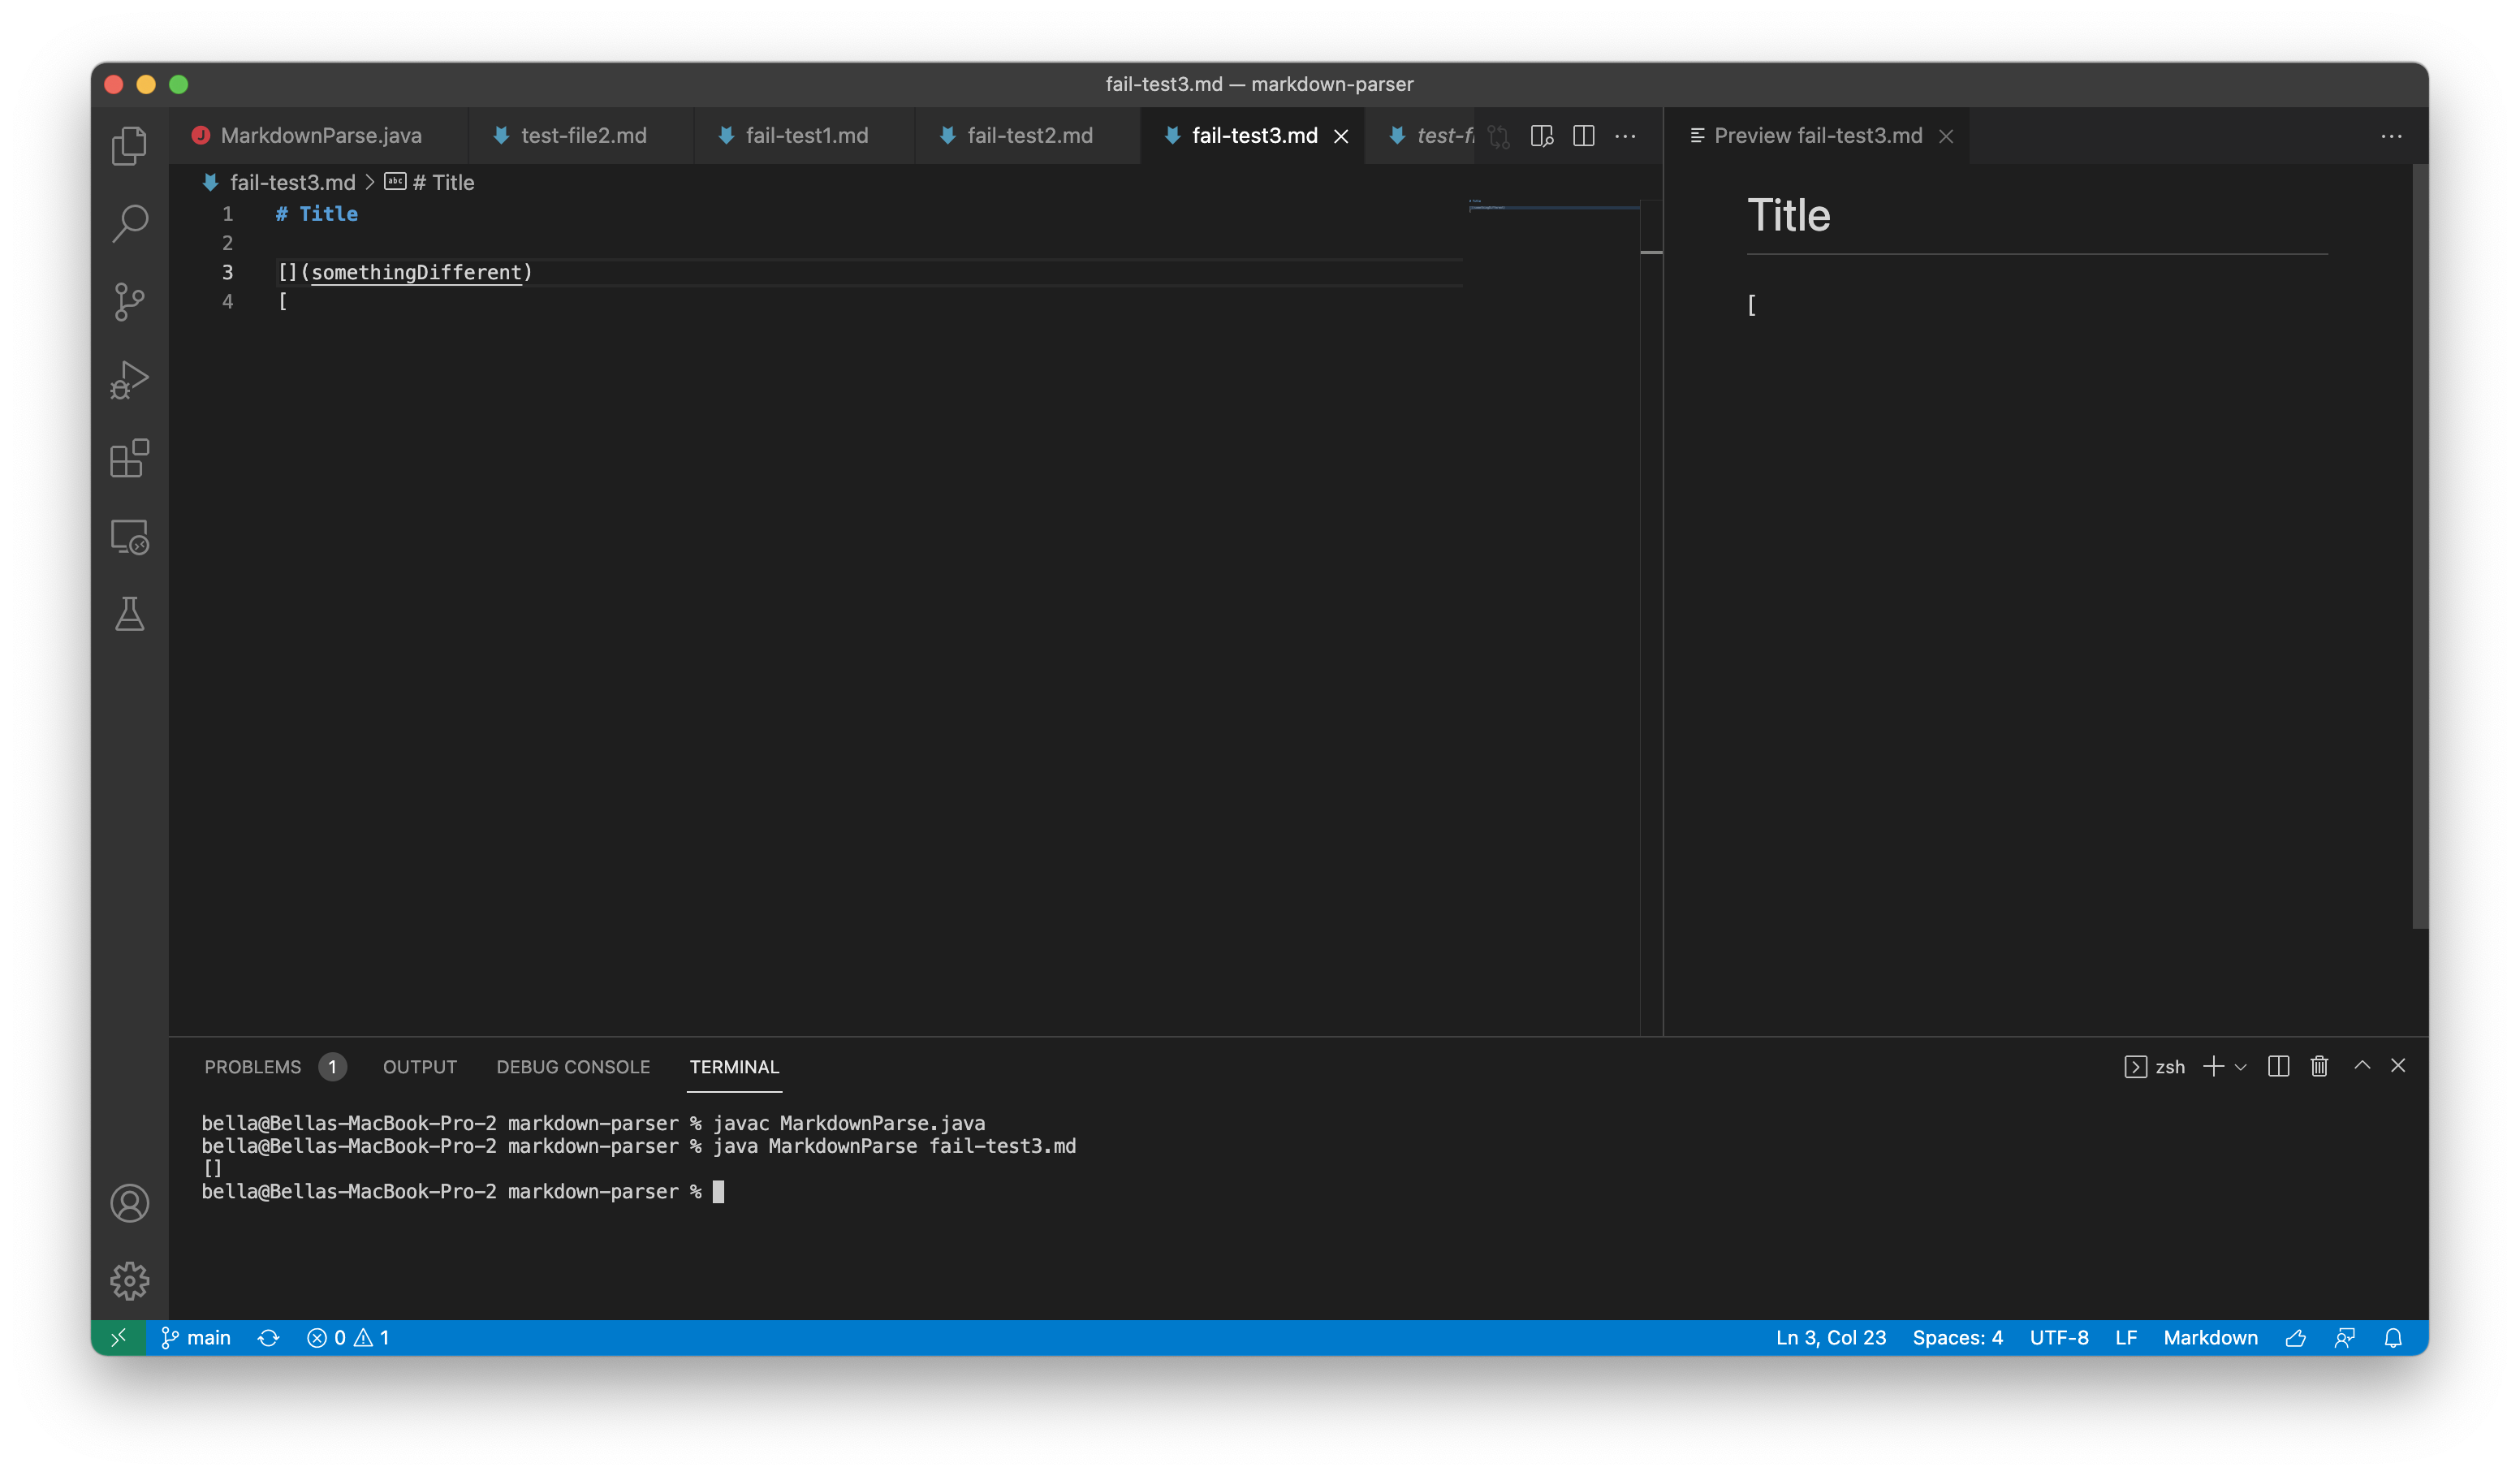 fail-test3.md — markdown-parser
MarkdownParse.java
test-file2.md
fail-test1.md
fail-test2.md
fail-test3.md
test-fi
Preview fail-test3.md
fail-test3.md > # Title
1 # Title
2
3 [](somethingDifferent)
4 [
Title
[
PROBLEMS 1 OUTPUT DEBUG CONSOLE TERMINAL
zsh
bella@Bellas-MacBook-Pro-2 markdown-parser % javac MarkdownParse.java
bella@Bellas-MacBook-Pro-2 markdown-parser % java MarkdownParse fail-test3.md
[]
bella@Bellas-MacBook-Pro-2 markdown-parser %
main 0 1
Ln 3, Col 23 Spaces: 4 UTF-8 LF Markdown